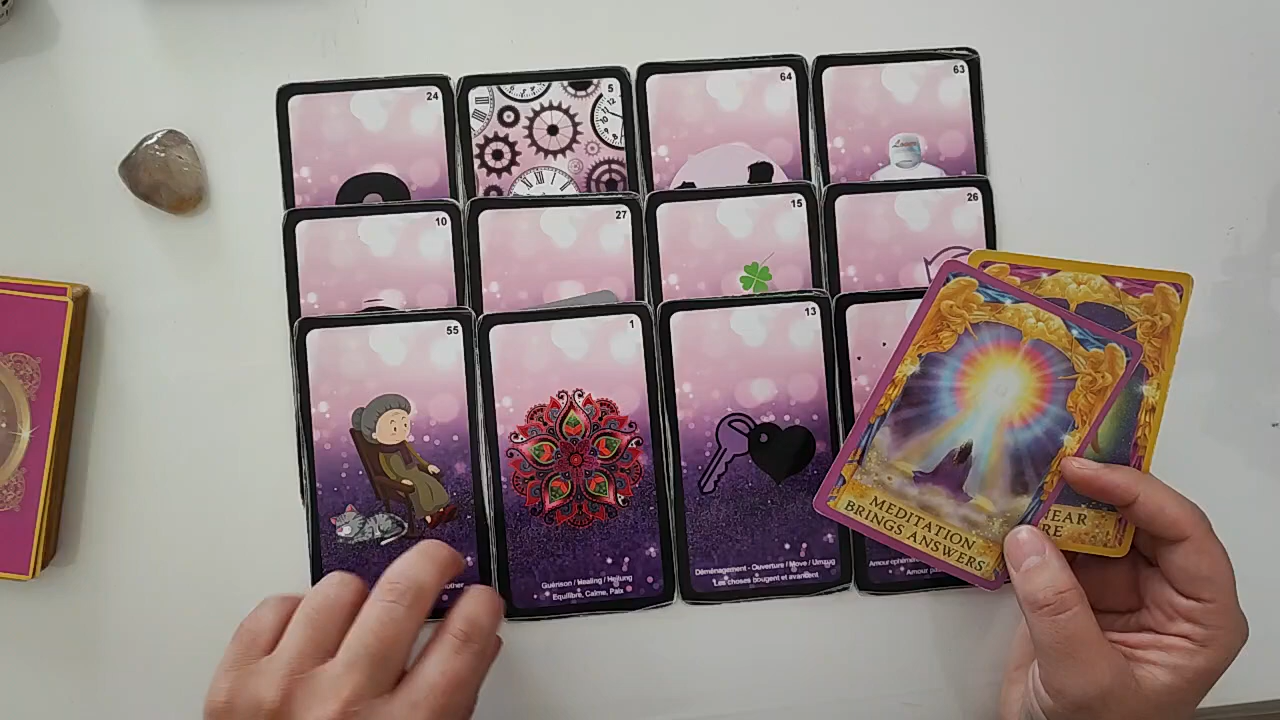 24
5
64
63
10
27
15
26
55
1
13
Guérison / Healing / Heilung
Equilibre, Calme, Paix
Déménagement - Ouverture / Move / Umzug
Les choses bougent et avancent
MEDITATION
BRINGS ANSWERS